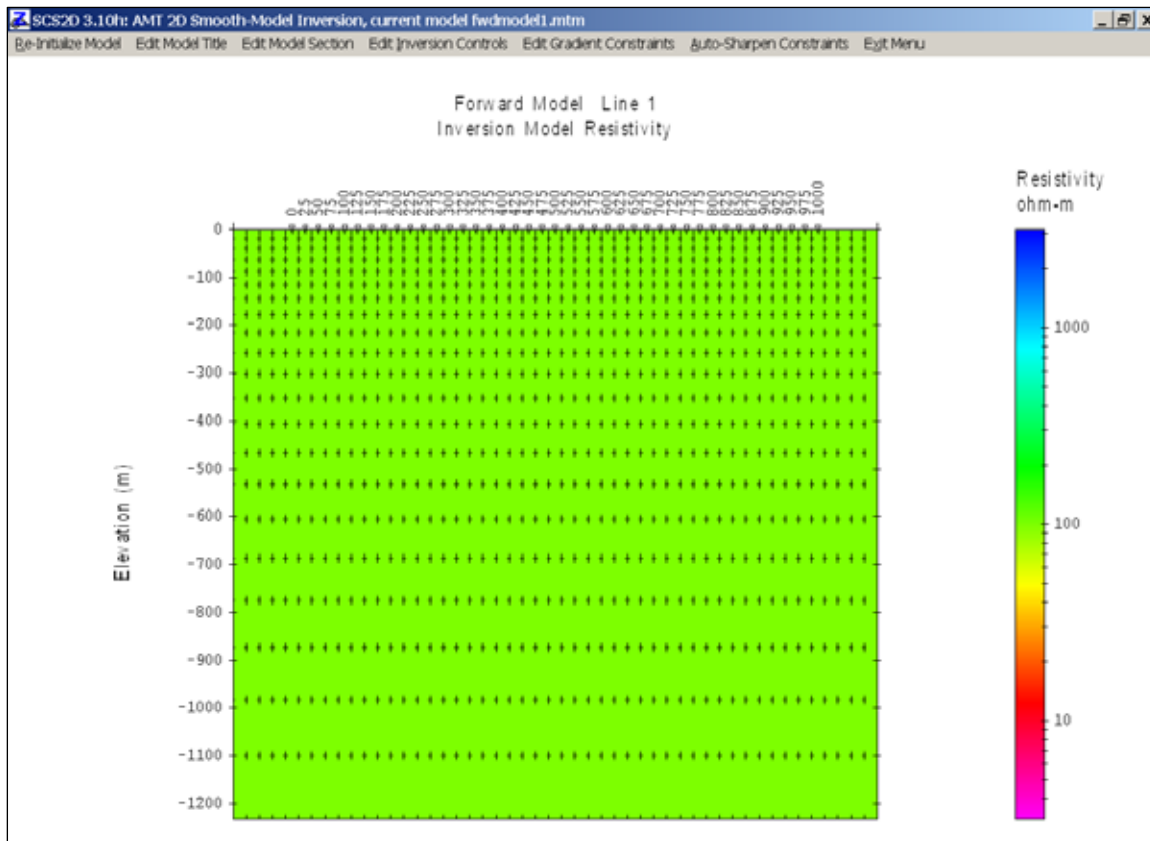 SCS2D 3.10h: AMT 2D Smooth-Model Inversion, current model fwdmodel1.mtm
Re-Initialize Model Edit Model Title Edit Model Section Edit Inversion Controls Edit Gradient Constraints Auto-Sharpen Constraints Exit Menu
Forward Model Line 1
Inversion Model Resistivity
0 25 50 75 100 125 150 175 200 225 250 275 300 325 350 375 400 425 450 475 500 525 550 575 600 625 650 675 700 725 750 775 800 825 850 875 900 925 950 975 1000
Resistivity
ohm-m
0
-100
-200
-300
-400
-500
-600
-700
-800
-900
-1000
-1100
-1200
Elevation (m)
1000
100
10